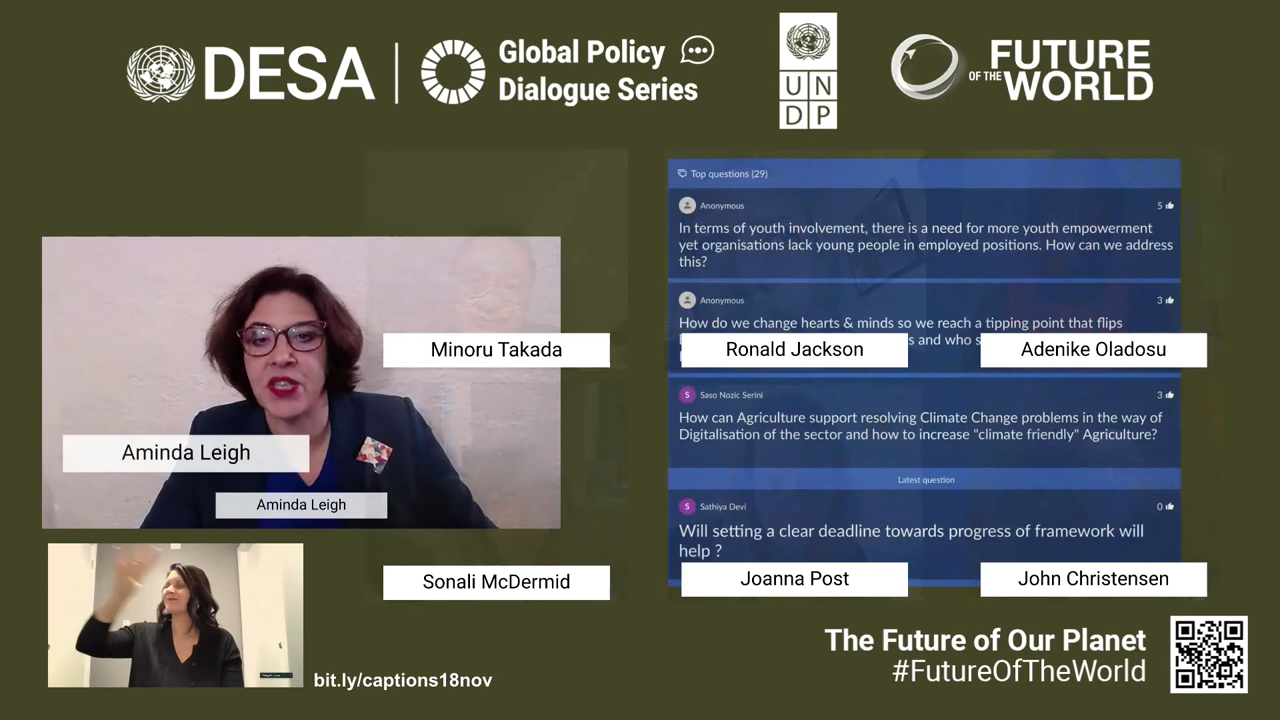 DESA
Global Policy
Dialogue Series
UN
DP
FUTURE
OF THE
WORLD
Top questions (29)
Anonymous
5
In terms of youth involvement, there is a need for more youth empowerment
yet organisations lack young people in employed positions. How can we address
this?
Anonymous
3
How do we change hearts & minds so we reach a tipping point that flips
s and who s
Minoru Takada
Ronald Jackson
Adenike Oladosu
S
Saso Nozic Serini
3
How can Agriculture support resolving Climate Change problems in the way of
Digitalisation of the sector and how to increase "climate friendly" Agriculture?
Latest question
S
Sathiya Devi
0
Will setting a clear deadline towards progress of framework will
help ?
Aminda Leigh
Aminda Leigh
Sonali McDermid
Joanna Post
John Christensen
bit.ly/captions18nov
The Future of Our Planet
#FutureOfTheWorld